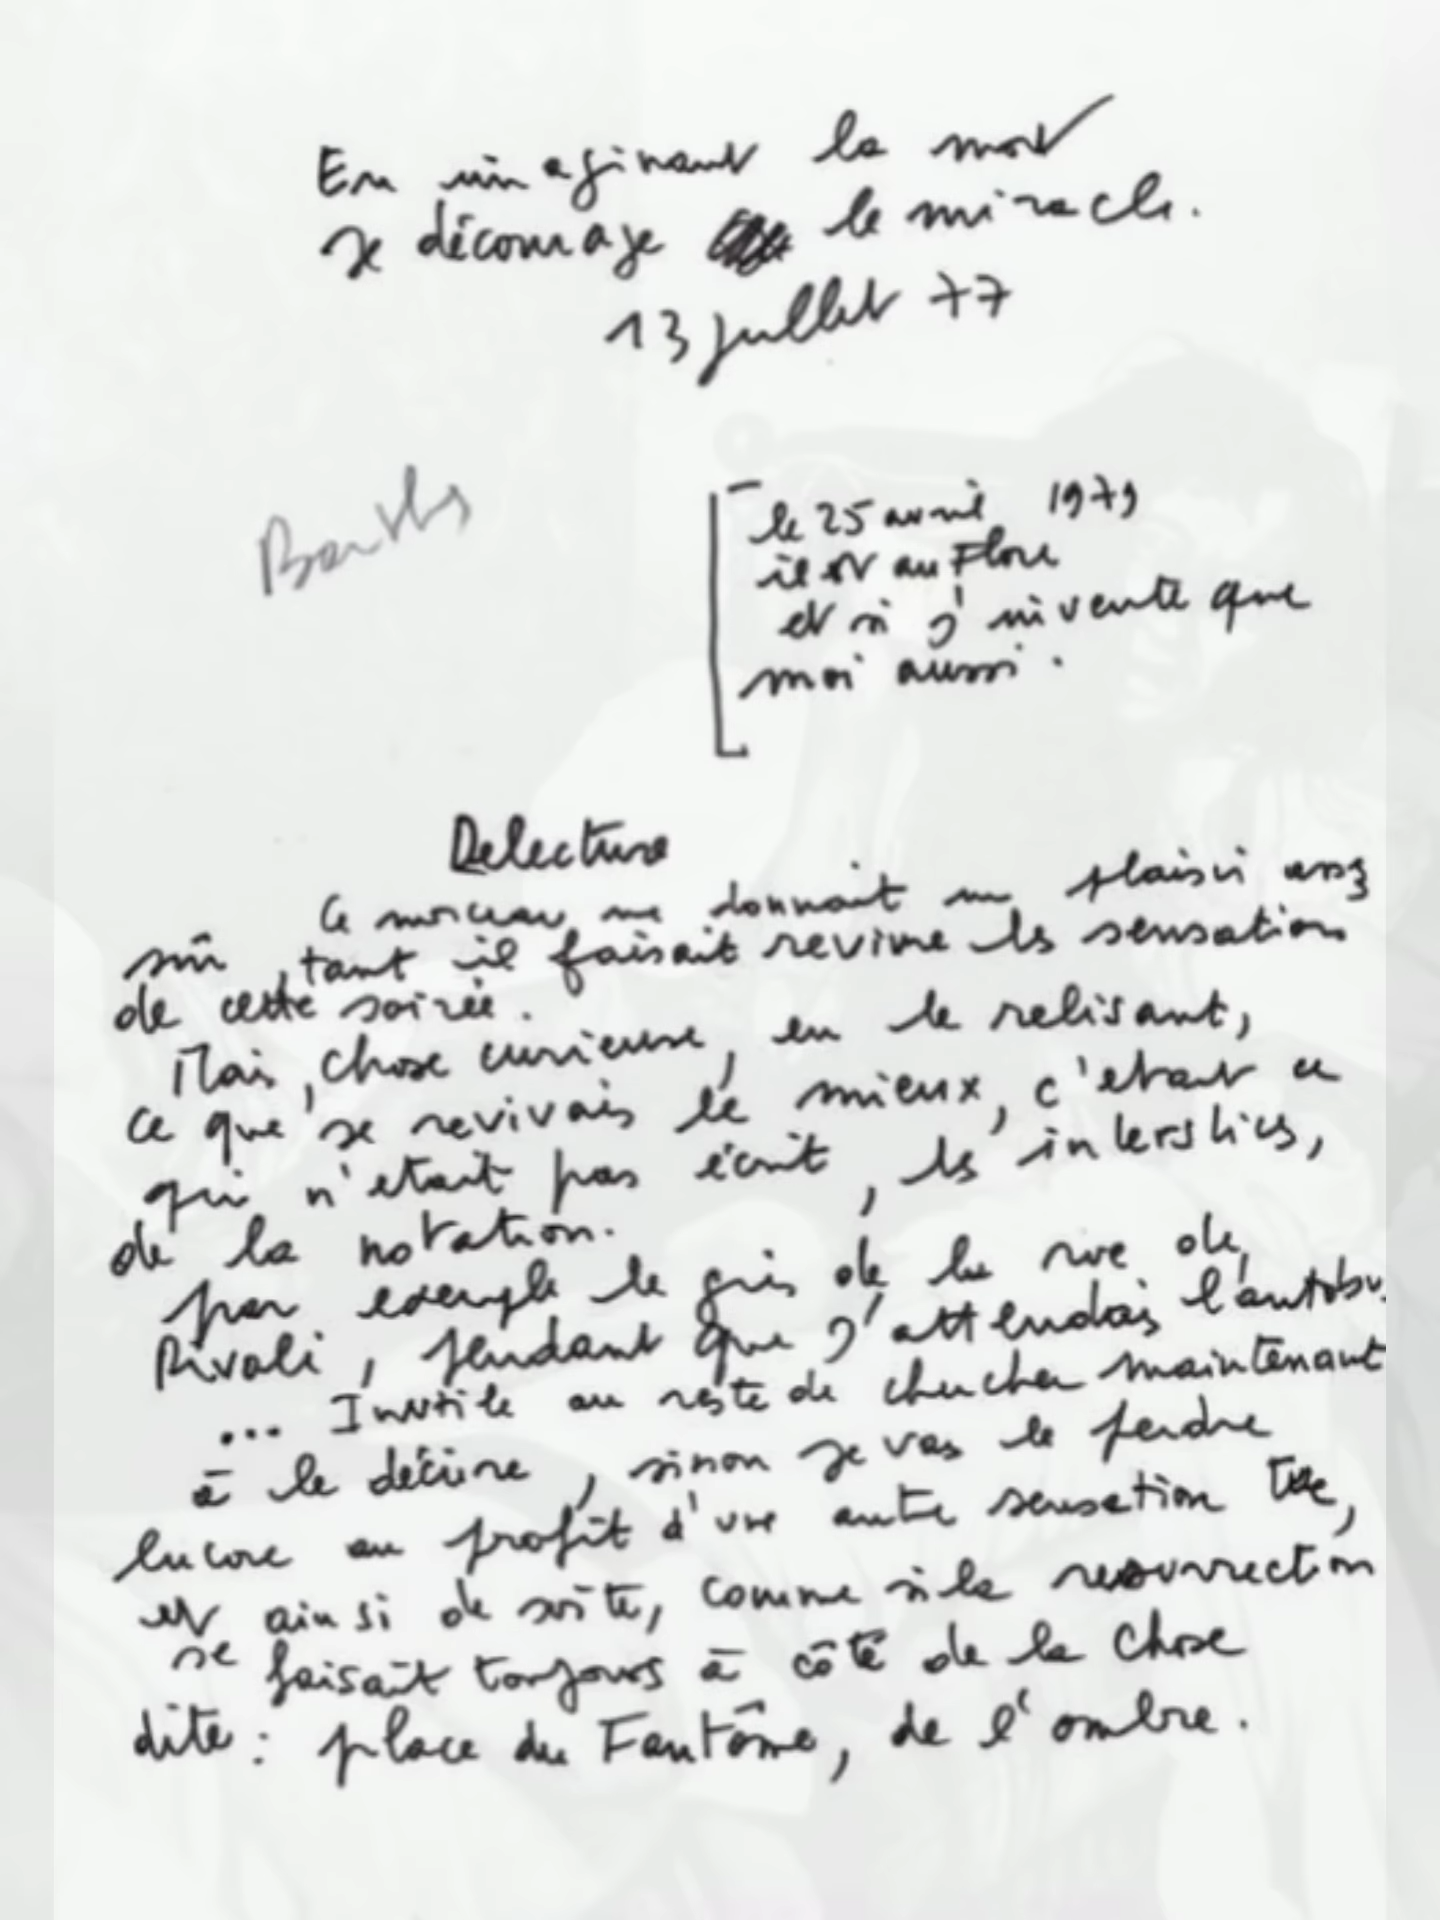 En imaginant la mort
je décourage le miracle.
13 juillet 77
Barthes
le 25 avril 1979
il est au Flore
et si j'invente que
moi aussi.
Relecture
Ce morceau me donnait un plaisir assez
sûr, tant il faisait revivre les sensations
de cette soirée.
Mais, chose curieuse, en le relisant,
ce que je revivais le mieux, c'etait ce
qui n'etait pas écrit, les interstices,
de la notation.
par exemple le gris de la rue de
Rivoli, pendant que j'attendais l'autobus
... Inutile au reste de chercher maintenant
à le décrire, sinon je vas le perdre
encore au profit d'une autre sensation tue,
et ainsi de suite, comme si la resurrection
se faisait toujours à côté de la chose
dite : place du Fantôme, de l'ombre.